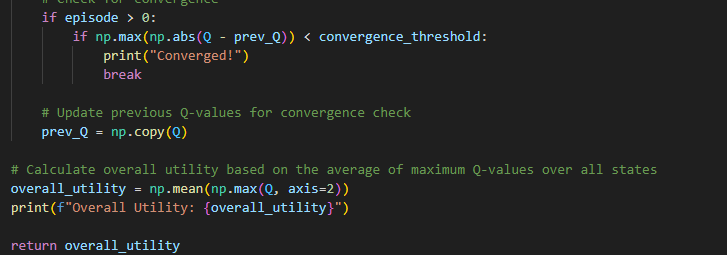 # Check for convergence
if episode > 0:
if np.max(np.abs(Q - prev_Q)) < convergence_threshold:
print("Converged!")
break
# Update previous Q-values for convergence check
prev_Q = np.copy(Q)
# Calculate overall utility based on the average of maximum Q-values over all states
overall_utility = np.mean(np.max(Q, axis=2))
print(f"Overall Utility: {overall_utility}")
return overall_utility